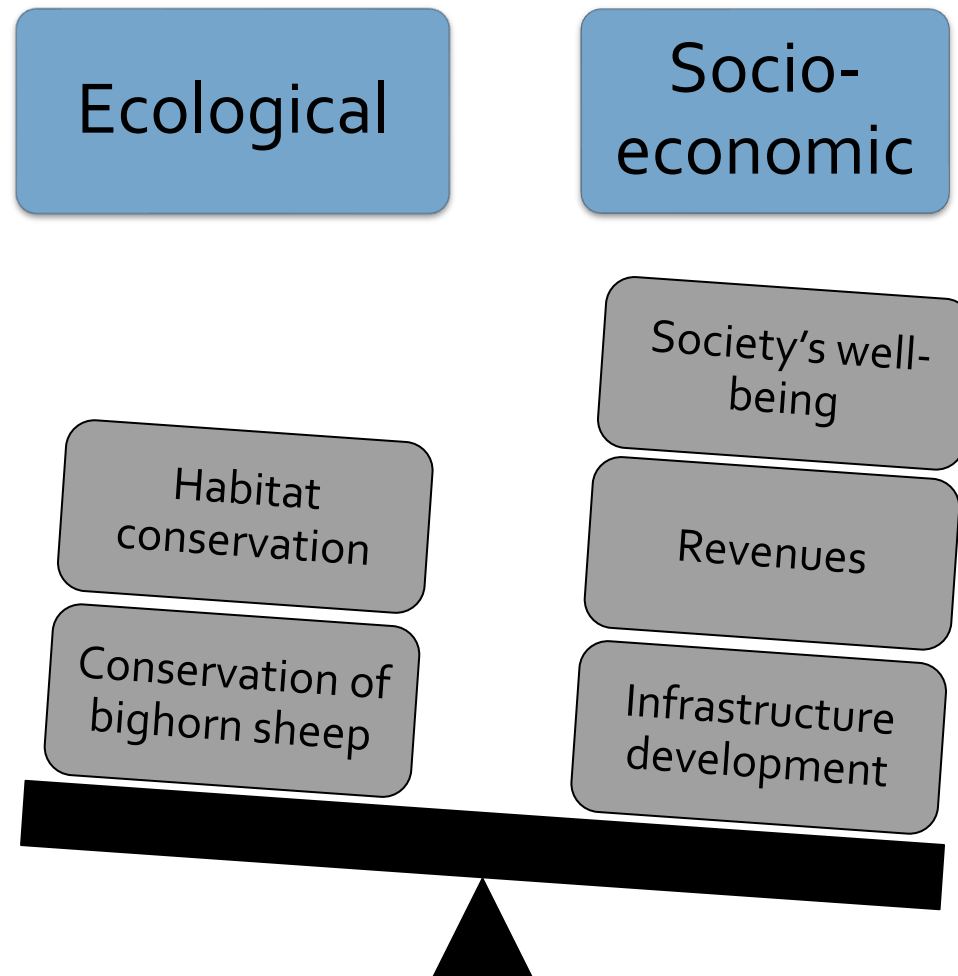 Ecological
Socio-
economic
Society’s well-
being
Habitat
conservation
Revenues
Conservation of
bighorn sheep
Infrastructure
development